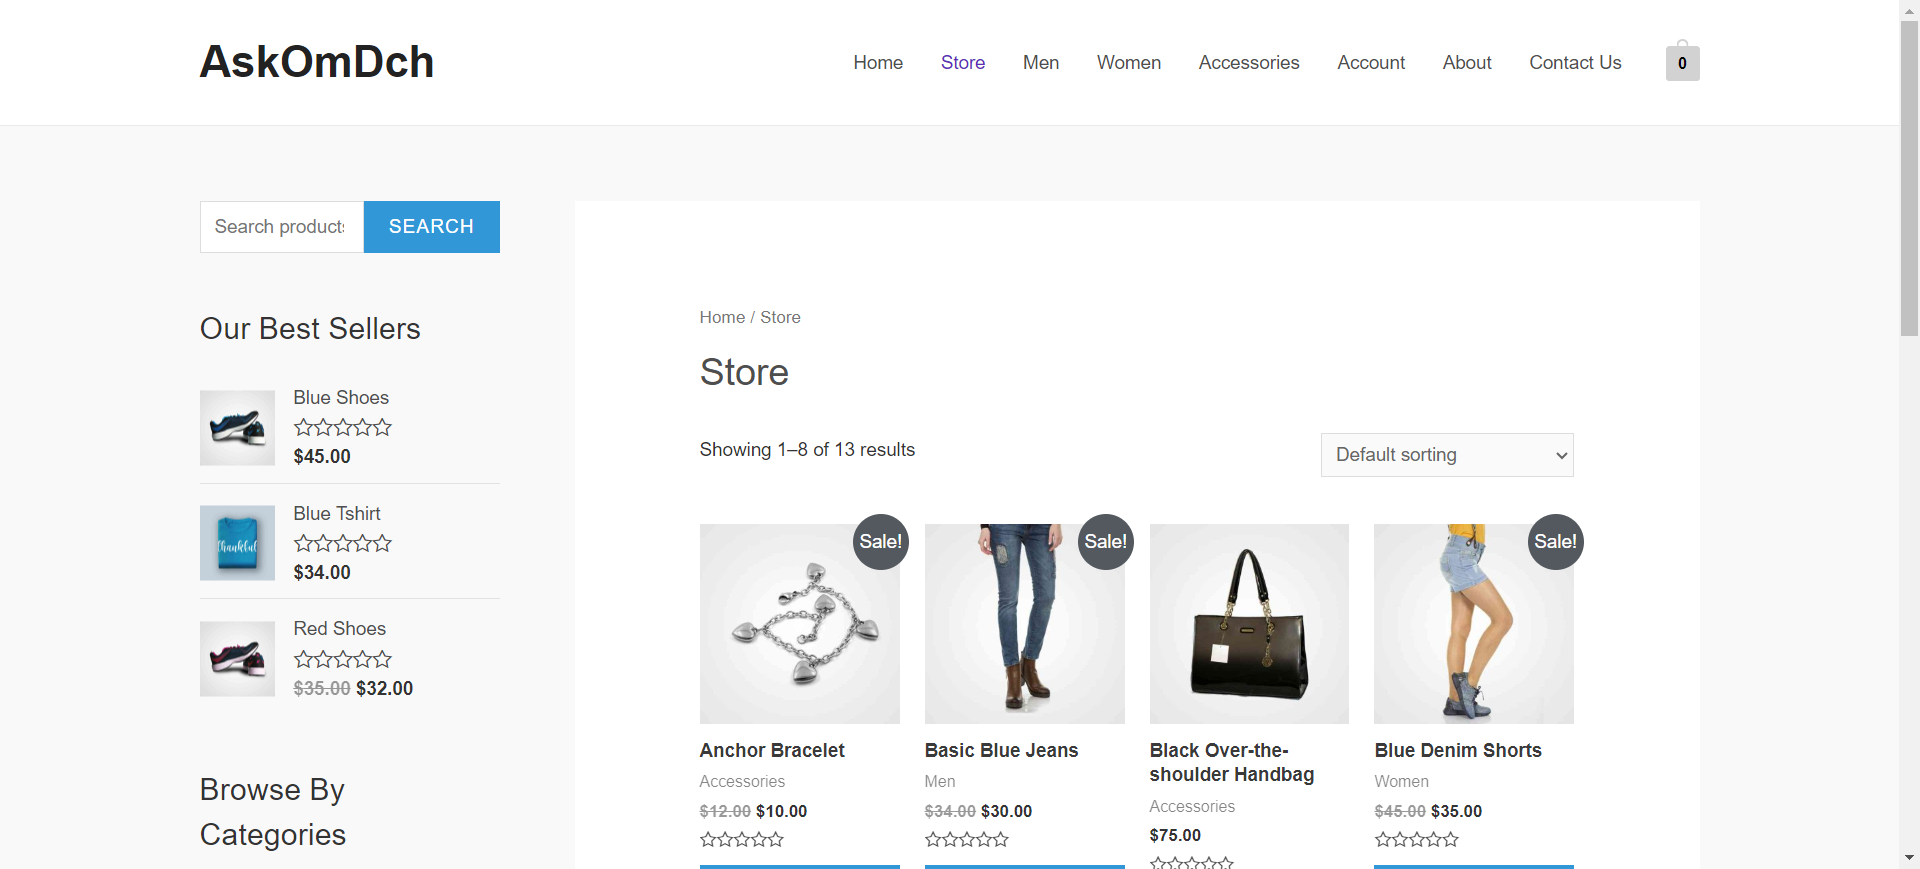 AskOmDch
Home Store Men Women Accessories Account About Contact Us 0
Search products SEARCH
Our Best Sellers
Blue Shoes
$45.00
Blue Tshirt
thankful
$34.00
Red Shoes
$35.00 $32.00
Browse By
Categories
Home / Store
Store
Showing 1–8 of 13 results
Default sorting
Sale!
Anchor Bracelet
Accessories
$12.00 $10.00
Sale!
Basic Blue Jeans
Men
$34.00 $30.00
Black Over-the-
shoulder Handbag
Accessories
$75.00
Sale!
Blue Denim Shorts
Women
$45.00 $35.00